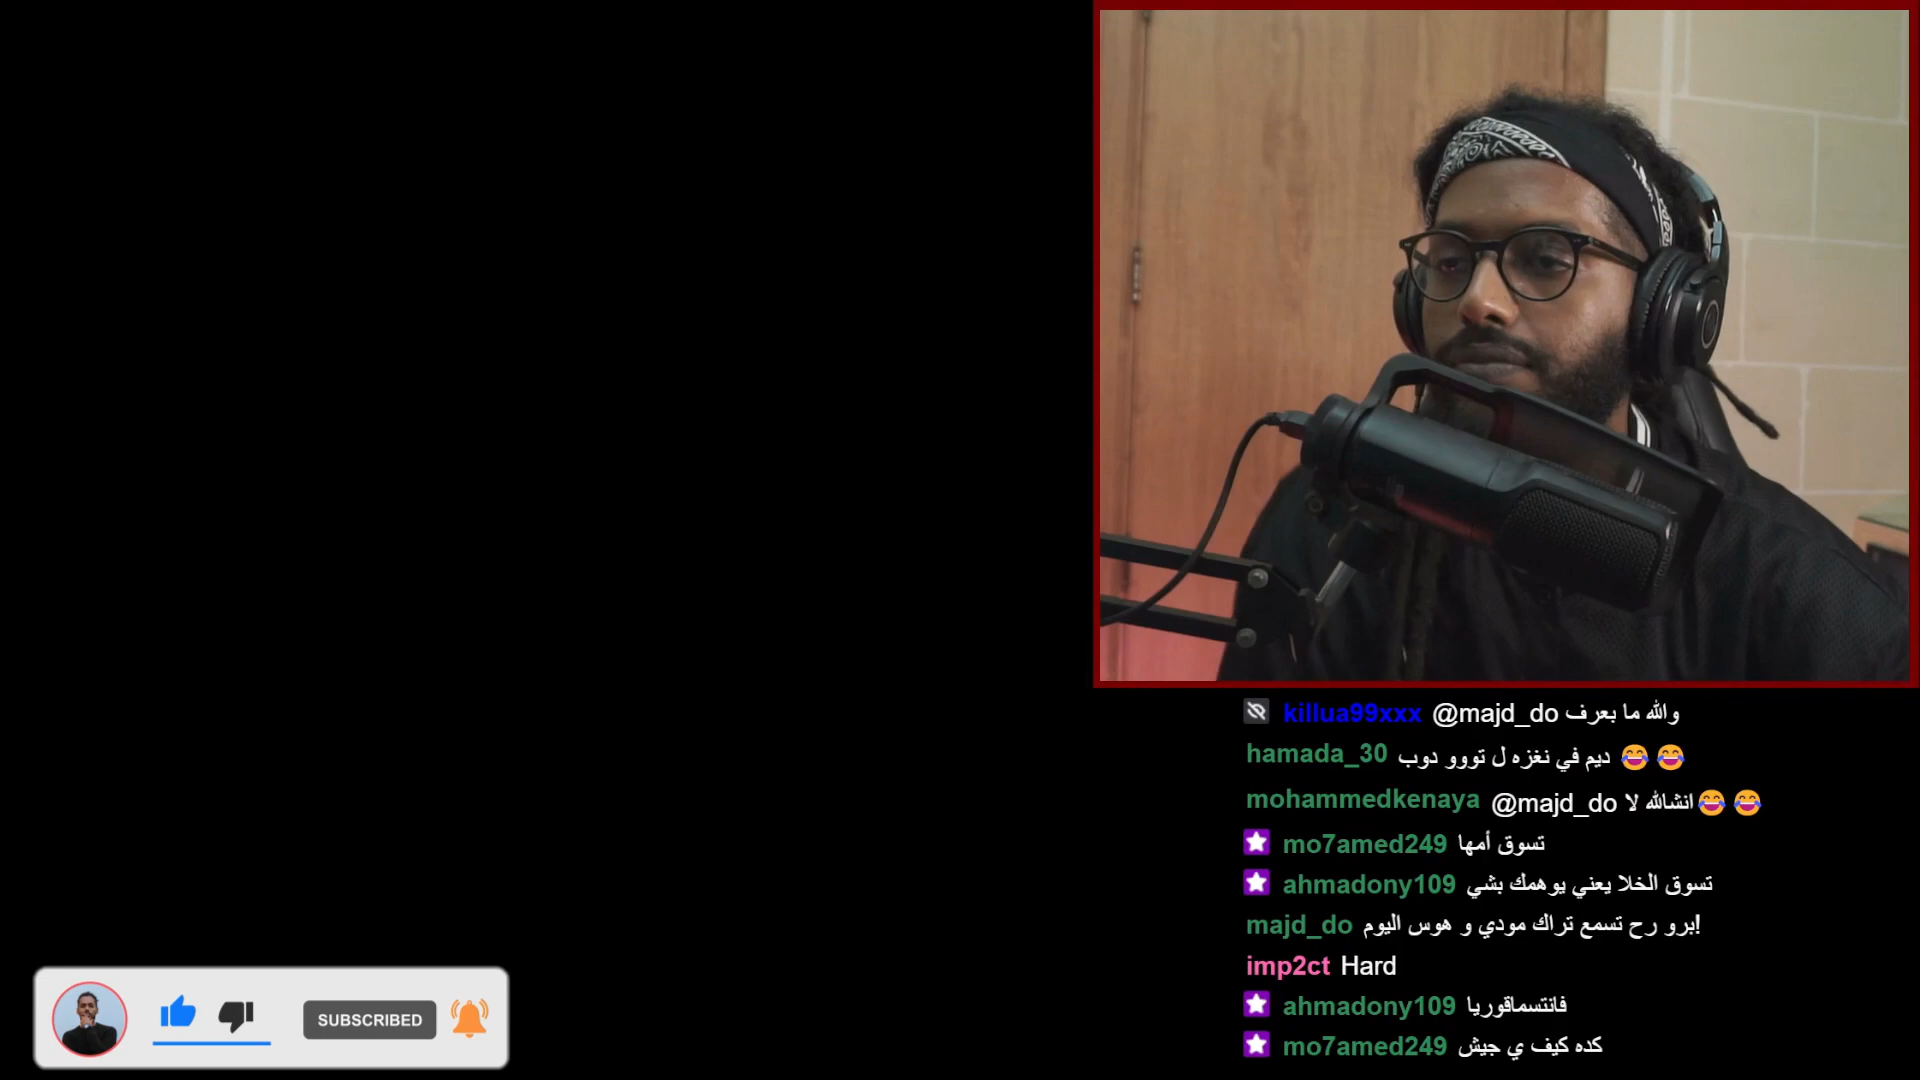 killua99xxx @majd_do والله ما بعرف
hamada_30 ديم في نغزه ل تووو دوب 😂 😂
mohammedkenaya @majd_do انشالله لا😂 😂
mo7amed249 تسوق أمها
ahmadony109 تسوق الخلا يعني يوهمك بشي
majd_do برو رح تسمع تراك مودي و هوس اليوم!
imp2ct Hard
ahmadony109 فانتسماقوريا
mo7amed249 كده كيف ي جيش
SUBSCRIBED